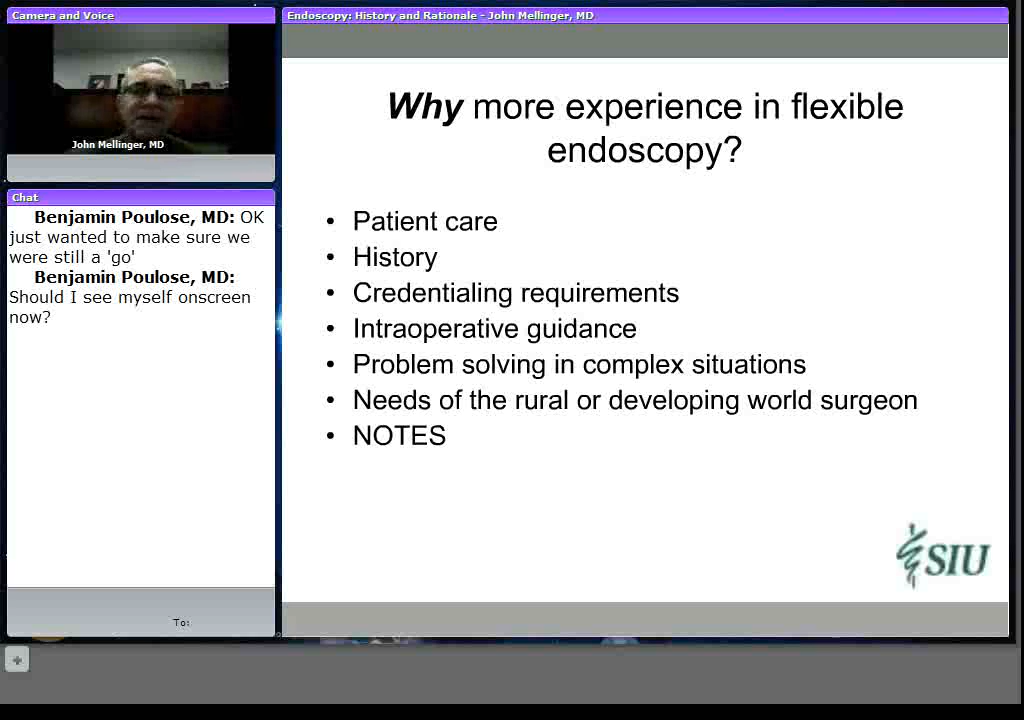 Camera and Voice
John Mellinger, MD
Chat
Benjamin Poulose, MD: OK
just wanted to make sure we
were still a 'go'
Benjamin Poulose, MD:
Should I see myself onscreen
now?
To:
Endoscopy: History and Rationale - John Mellinger, MD
Why more experience in flexible
endoscopy?
• Patient care
• History
• Credentialing requirements
• Intraoperative guidance
• Problem solving in complex situations
• Needs of the rural or developing world surgeon
• NOTES
SIU